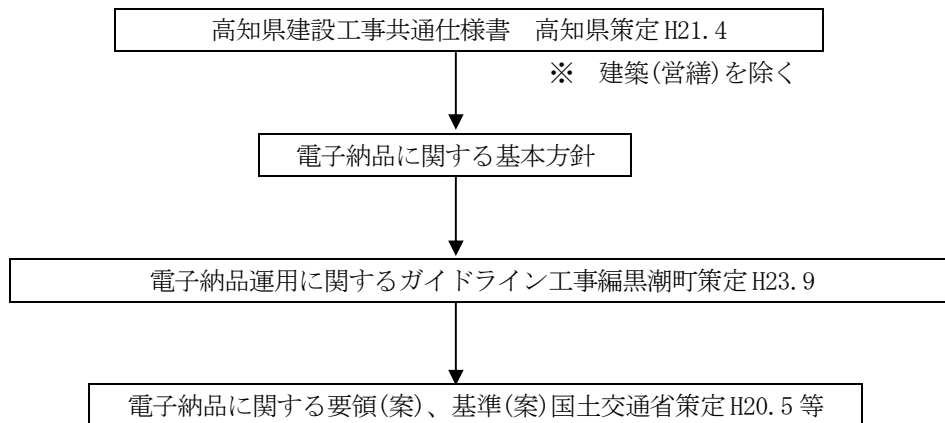 高知県建設工事共通仕様書　高知県策定 H21.4
※　建築(営繕)を除く
電子納品に関する基本方針
電子納品運用に関するガイドライン工事編黒潮町策定 H23.9
電子納品に関する要領(案)、基準(案)国土交通省策定 H20.5 等